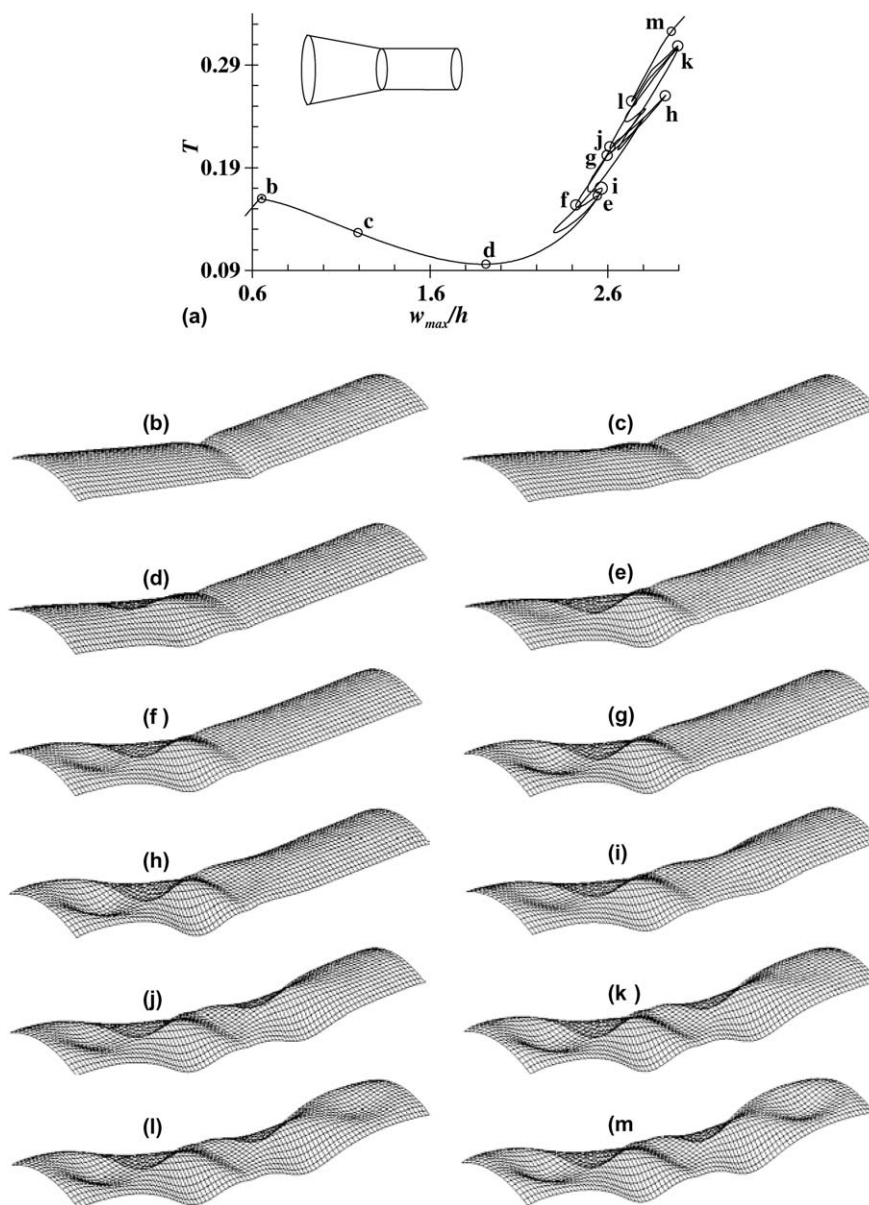 m
0.29
k
l
h
T
j
0.19
g
b
i
f
e
c
d
0.09
0.6
1.6
2.6
(a)
w_max/h
(b)
(c)
(d)
(e)
(f )
(g)
(h)
(i)
(j)
(k )
(l)
(m